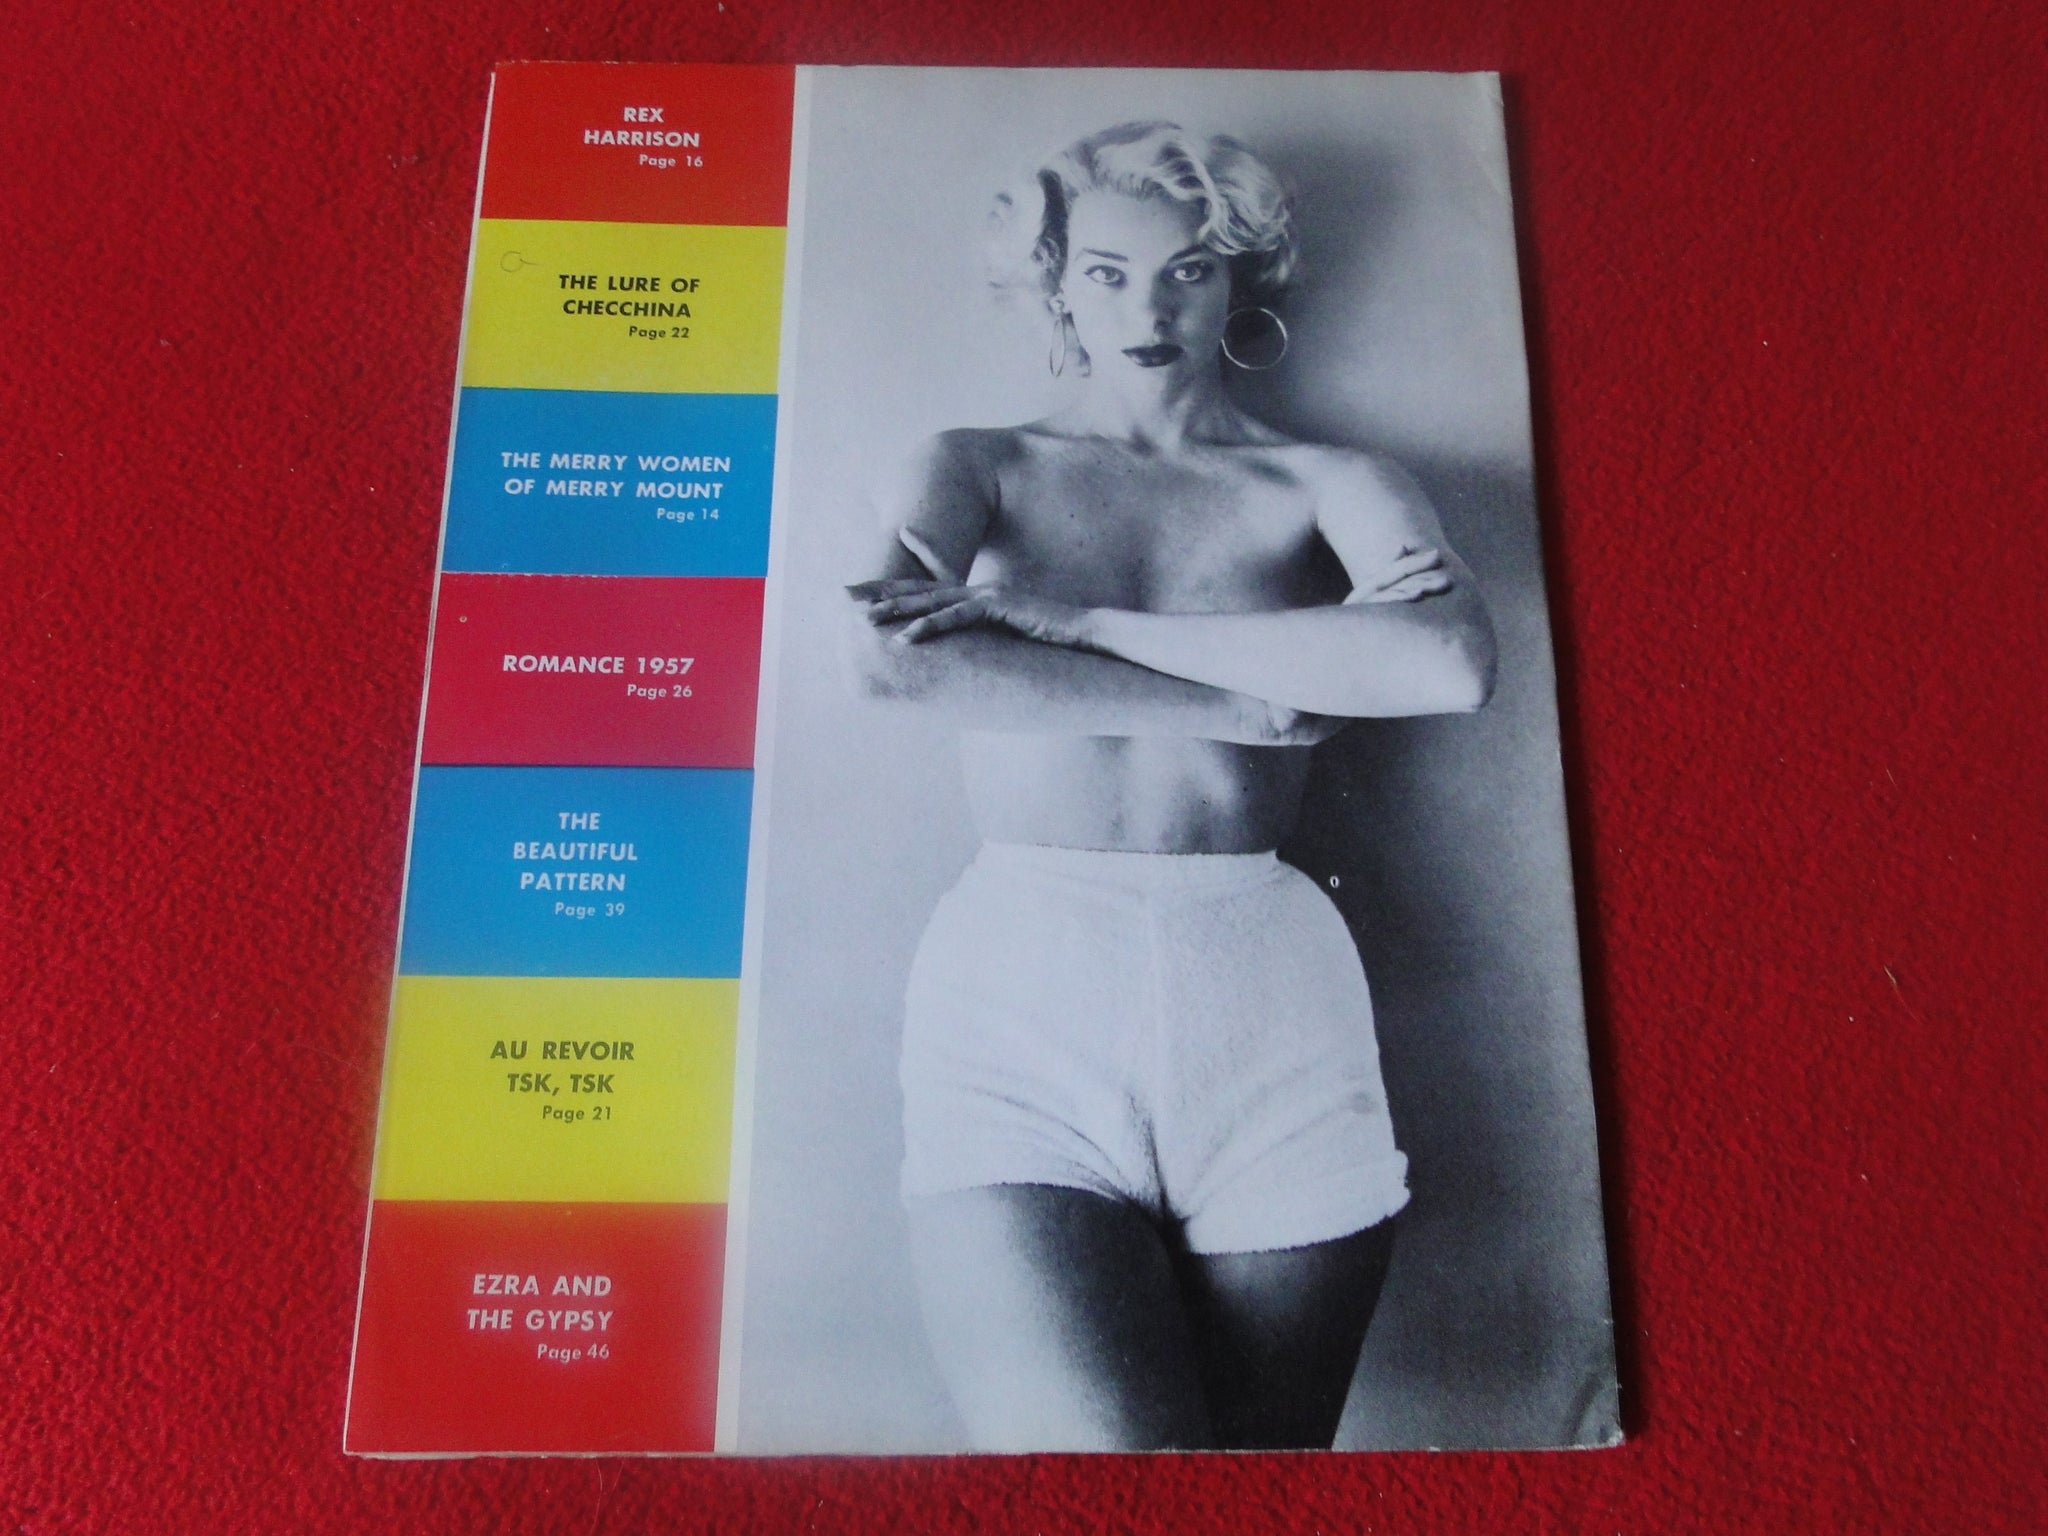 REX
HARRISON
Page 16
THE LURE OF
CHECCHINA
Page 22
THE MERRY WOMEN
OF MERRY MOUNT
Page 14
ROMANCE 1957
Page 26
THE
BEAUTIFUL
PATTERN
Page 39
AU REVOIR
TSK, TSK
Page 21
EZRA AND
THE GYPSY
Page 46